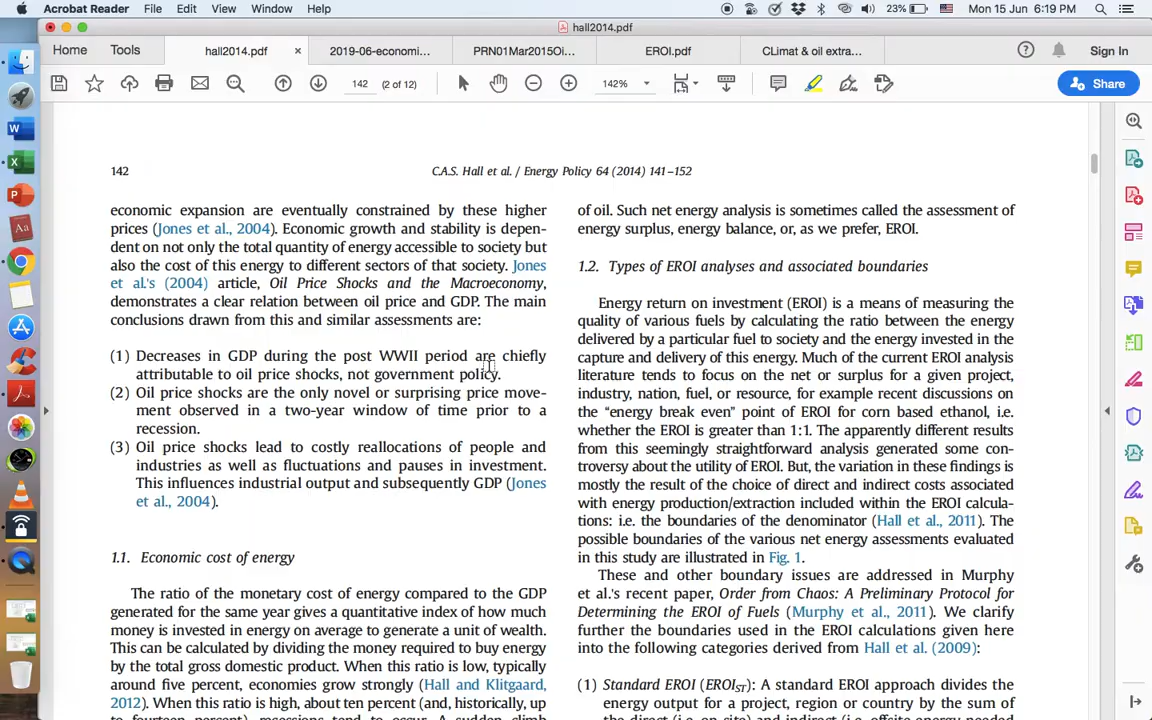 Acrobat Reader File Edit View Window Help 23% Mon 15 Jun 6:19 PM
hall2014.pdf
Home Tools hall2014.pdf × 2019-06-economi... PRN01Mar2015Oi... EROI.pdf CLimat & oil extra... Sign In
142 (2 of 12) 142% Share
142
C.A.S. Hall et al. / Energy Policy 64 (2014) 141–152
economic expansion are eventually constrained by these higher
prices (Jones et al., 2004). Economic growth and stability is depen-
dent on not only the total quantity of energy accessible to society but
also the cost of this energy to different sectors of that society. Jones
et al.'s (2004) article, Oil Price Shocks and the Macroeconomy,
demonstrates a clear relation between oil price and GDP. The main
conclusions drawn from this and similar assessments are:
(1) Decreases in GDP during the post WWII period are chiefly
attributable to oil price shocks, not government policy.
(2) Oil price shocks are the only novel or surprising price move-
ment observed in a two-year window of time prior to a
recession.
(3) Oil price shocks lead to costly reallocations of people and
industries as well as fluctuations and pauses in investment.
This influences industrial output and subsequently GDP (Jones
et al., 2004).
1.1. Economic cost of energy
The ratio of the monetary cost of energy compared to the GDP
generated for the same year gives a quantitative index of how much
money is invested in energy on average to generate a unit of wealth.
This can be calculated by dividing the money required to buy energy
by the total gross domestic product. When this ratio is low, typically
around five percent, economies grow strongly (Hall and Klitgaard,
2012). When this ratio is high, about ten percent (and, historically, up
to fourteen percent), recessions tend to occur. A sudden climb
of oil. Such net energy analysis is sometimes called the assessment of
energy surplus, energy balance, or, as we prefer, EROI.
1.2. Types of EROI analyses and associated boundaries
Energy return on investment (EROI) is a means of measuring the
quality of various fuels by calculating the ratio between the energy
delivered by a particular fuel to society and the energy invested in the
capture and delivery of this energy. Much of the current EROI analysis
literature tends to focus on the net or surplus for a given project,
industry, nation, fuel, or resource, for example recent discussions on
the “energy break even” point of EROI for corn based ethanol, i.e.
whether the EROI is greater than 1:1. The apparently different results
from this seemingly straightforward analysis generated some con-
troversy about the utility of EROI. But, the variation in these findings is
mostly the result of the choice of direct and indirect costs associated
with energy production/extraction included within the EROI calcula-
tions: i.e. the boundaries of the denominator (Hall et al., 2011). The
possible boundaries of the various net energy assessments evaluated
in this study are illustrated in Fig. 1.
These and other boundary issues are addressed in Murphy
et al.'s recent paper, Order from Chaos: A Preliminary Protocol for
Determining the EROI of Fuels (Murphy et al., 2011). We clarify
further the boundaries used in the EROI calculations given here
into the following categories derived from Hall et al. (2009):
(1) Standard EROI (EROIST): A standard EROI approach divides the
energy output for a project, region or country by the sum of
the direct (i.e. on site) and indirect (i.e. offsite energy needed